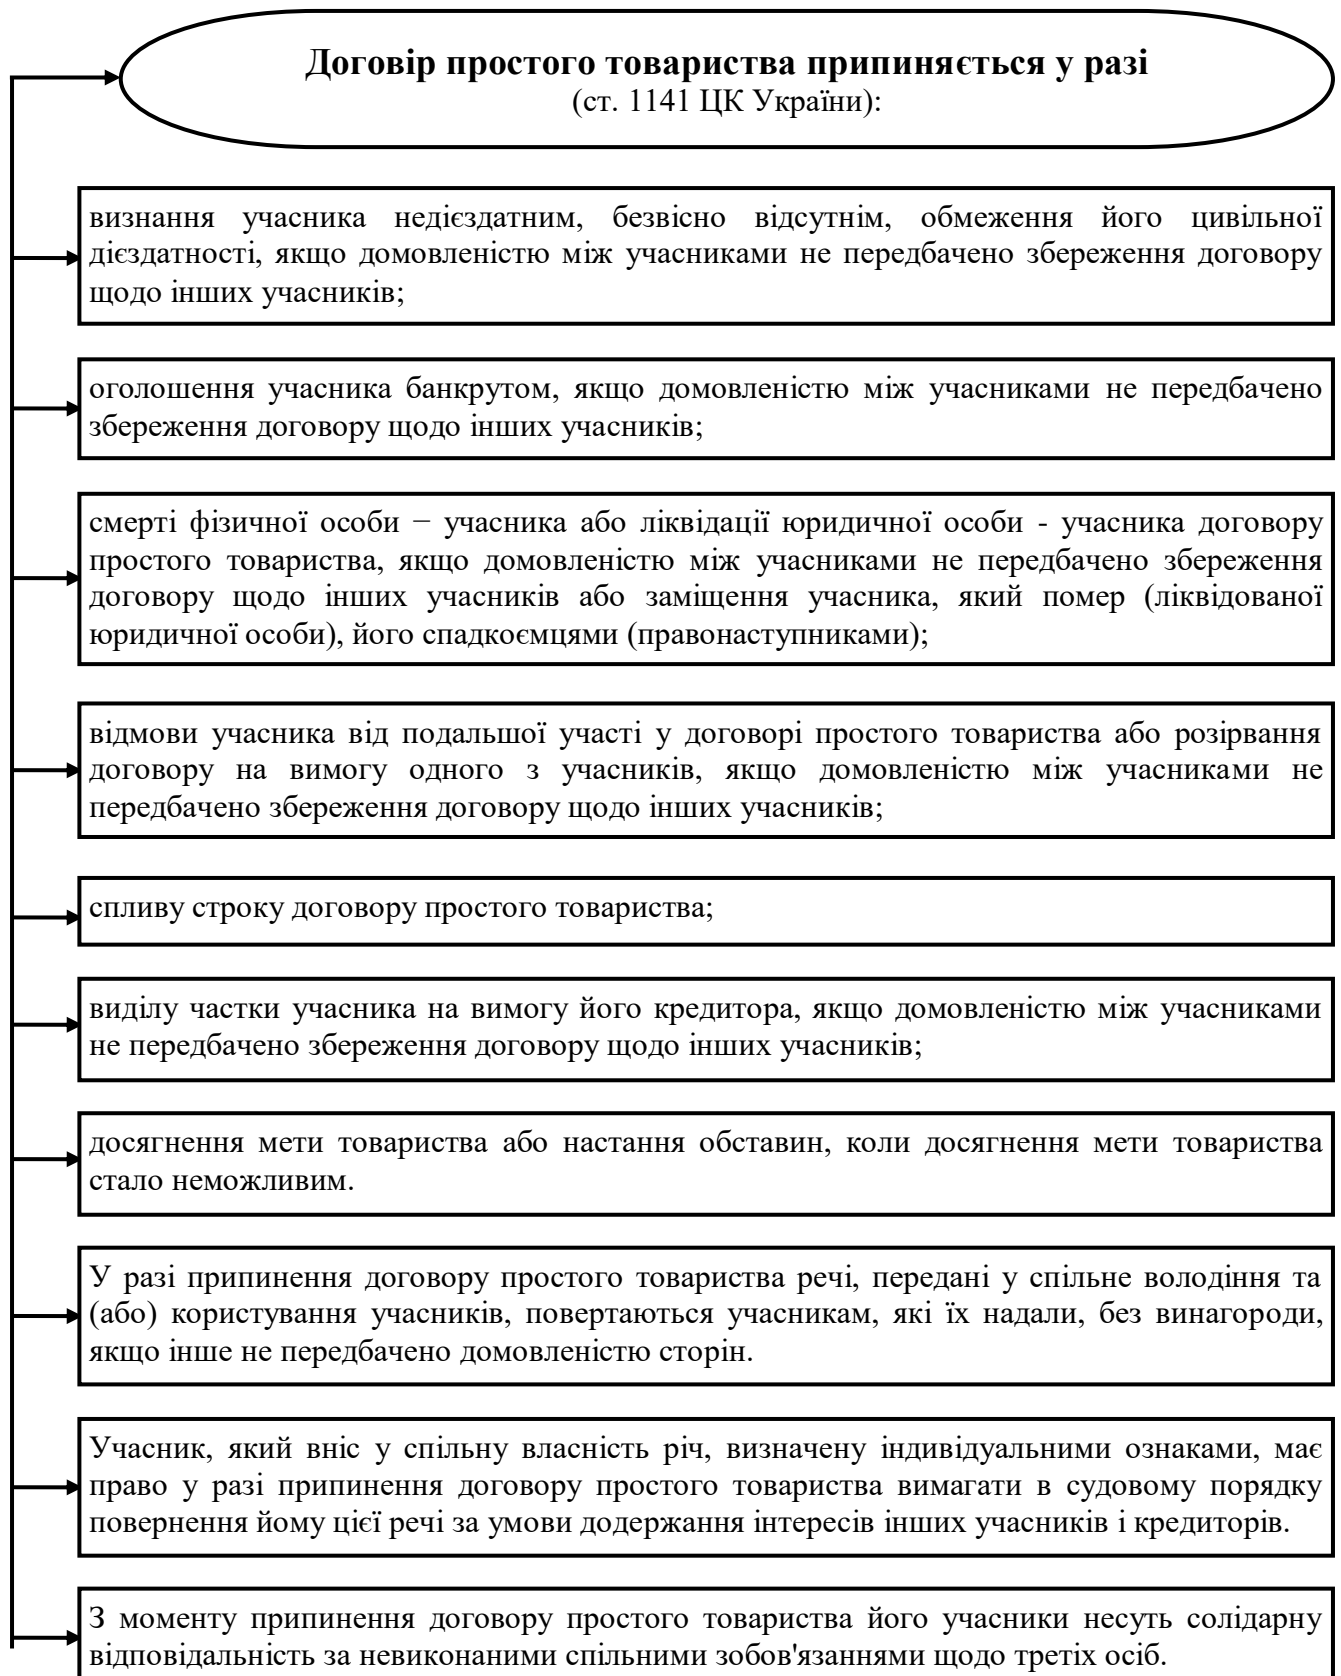 Договір простого товариства припиняється у разі
(ст. 1141 ЦК України):
визнання учасника недієздатним, безвісно відсутнім, обмеження його цивільної
дієздатності, якщо домовленістю між учасниками не передбачено збереження договору
щодо інших учасників;
оголошення учасника банкрутом, якщо домовленістю між учасниками не передбачено
збереження договору щодо інших учасників;
смерті фізичної особи − учасника або ліквідації юридичної особи - учасника договору
простого товариства, якщо домовленістю між учасниками не передбачено збереження
договору щодо інших учасників або заміщення учасника, який помер (ліквідованої
юридичної особи), його спадкоємцями (правонаступниками);
відмови учасника від подальшої участі у договорі простого товариства або розірвання
договору на вимогу одного з учасників, якщо домовленістю між учасниками не
передбачено збереження договору щодо інших учасників;
спливу строку договору простого товариства;
виділу частки учасника на вимогу його кредитора, якщо домовленістю між учасниками
не передбачено збереження договору щодо інших учасників;
досягнення мети товариства або настання обставин, коли досягнення мети товариства
стало неможливим.
У разі припинення договору простого товариства речі, передані у спільне володіння та
(або) користування учасників, повертаються учасникам, які їх надали, без винагороди,
якщо інше не передбачено домовленістю сторін.
Учасник, який вніс у спільну власність річ, визначену індивідуальними ознаками, має
право у разі припинення договору простого товариства вимагати в судовому порядку
повернення йому цієї речі за умови додержання інтересів інших учасників і кредиторів.
З моменту припинення договору простого товариства його учасники несуть солідарну
відповідальність за невиконаними спільними зобов'язаннями щодо третіх осіб.